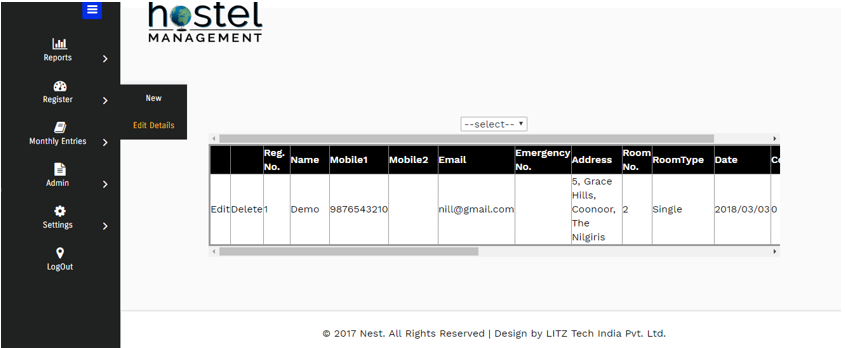 hostel
MANAGEMENT
Reports
Register
New
Edit Details
Monthly Entries
Admin
Settings
LogOut
--select--
Reg. No. Name Mobile1 Mobile2 Email Emergency No. Address Room No. RoomType Date
Edit Delete 1 Demo 9876543210 nill@gmail.com 5, Grace Hills, Coonoor, The Nilgiris 2 Single 2018/03/03 0
© 2017 Nest. All Rights Reserved | Design by LITZ Tech India Pvt. Ltd.